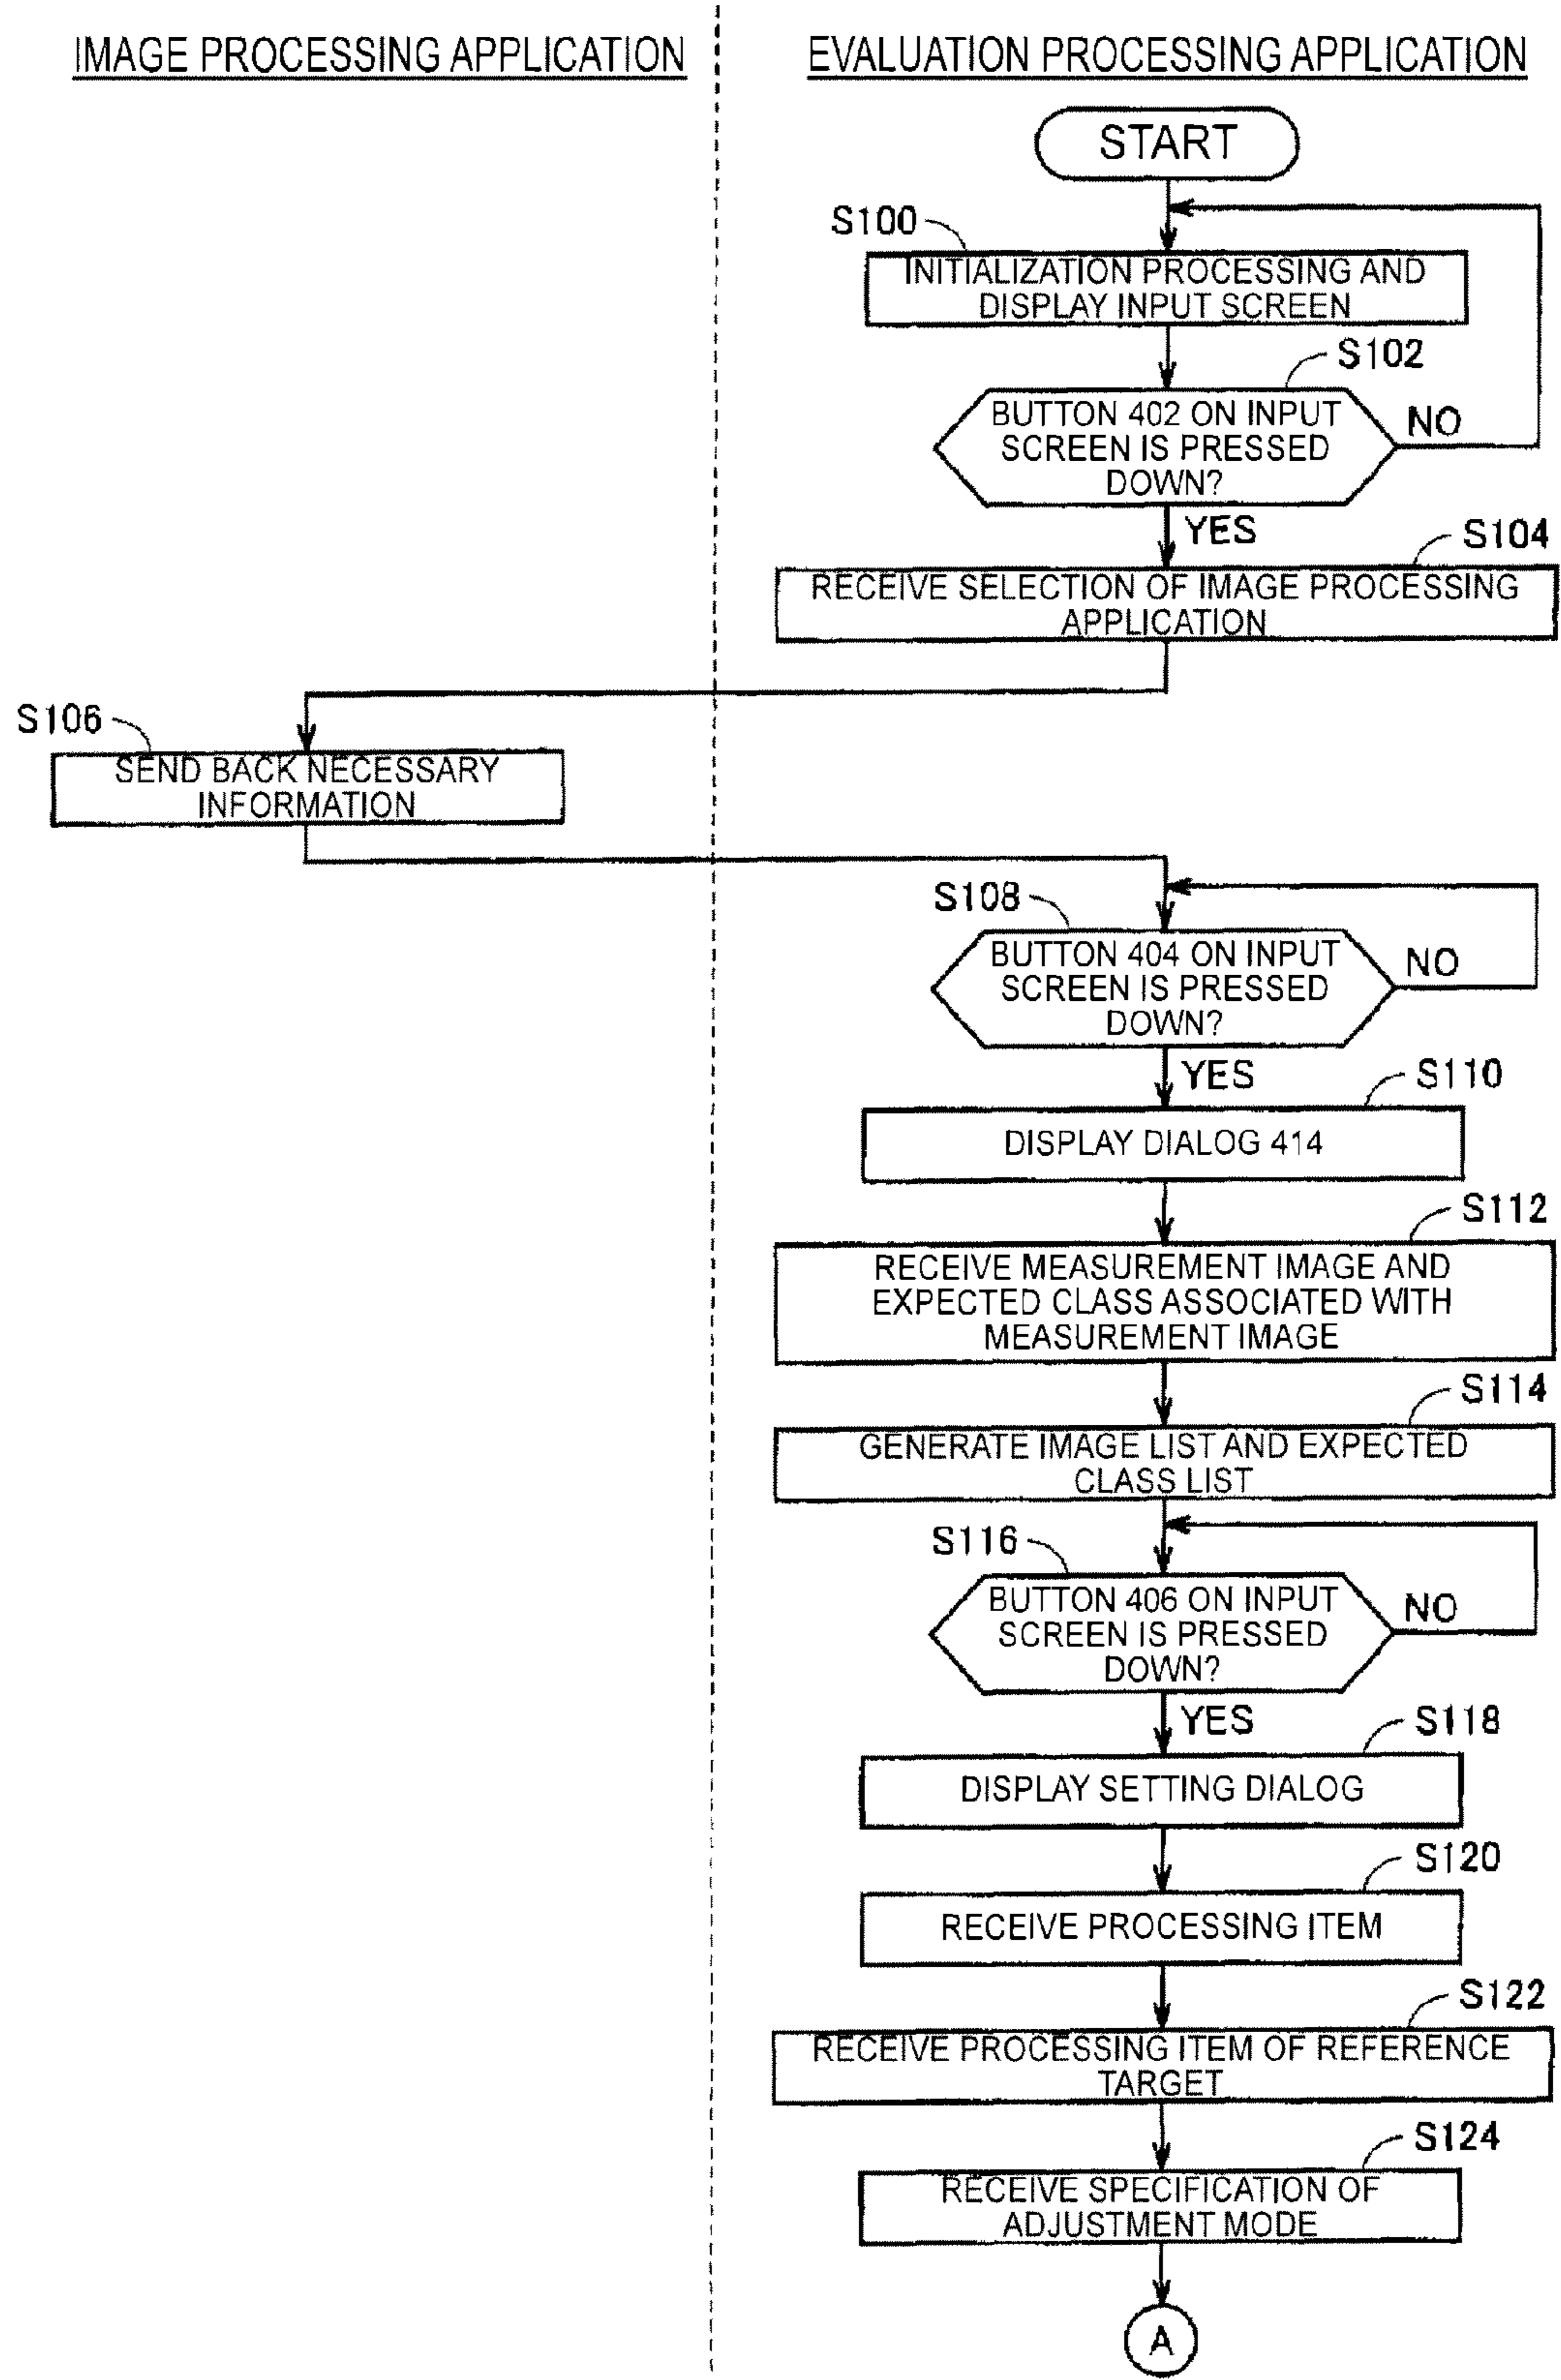 IMAGE PROCESSING APPLICATION
EVALUATION PROCESSING APPLICATION
START
S100
INITIALIZATION PROCESSING AND
DISPLAY INPUT SCREEN
S102
BUTTON 402 ON INPUT
SCREEN IS PRESSED
DOWN?
NO
YES
S104
RECEIVE SELECTION OF IMAGE PROCESSING
APPLICATION
S106
SEND BACK NECESSARY
INFORMATION
S108
BUTTON 404 ON INPUT
SCREEN IS PRESSED
DOWN?
NO
YES
S110
DISPLAY DIALOG 414
S112
RECEIVE MEASUREMENT IMAGE AND
EXPECTED CLASS ASSOCIATED WITH
MEASUREMENT IMAGE
S114
GENERATE IMAGE LIST AND EXPECTED
CLASS LIST
S116
BUTTON 406 ON INPUT
SCREEN IS PRESSED
DOWN?
NO
YES
S118
DISPLAY SETTING DIALOG
S120
RECEIVE PROCESSING ITEM
S122
RECEIVE PROCESSING ITEM OF REFERENCE
TARGET
S124
RECEIVE SPECIFICATION OF
ADJUSTMENT MODE
A